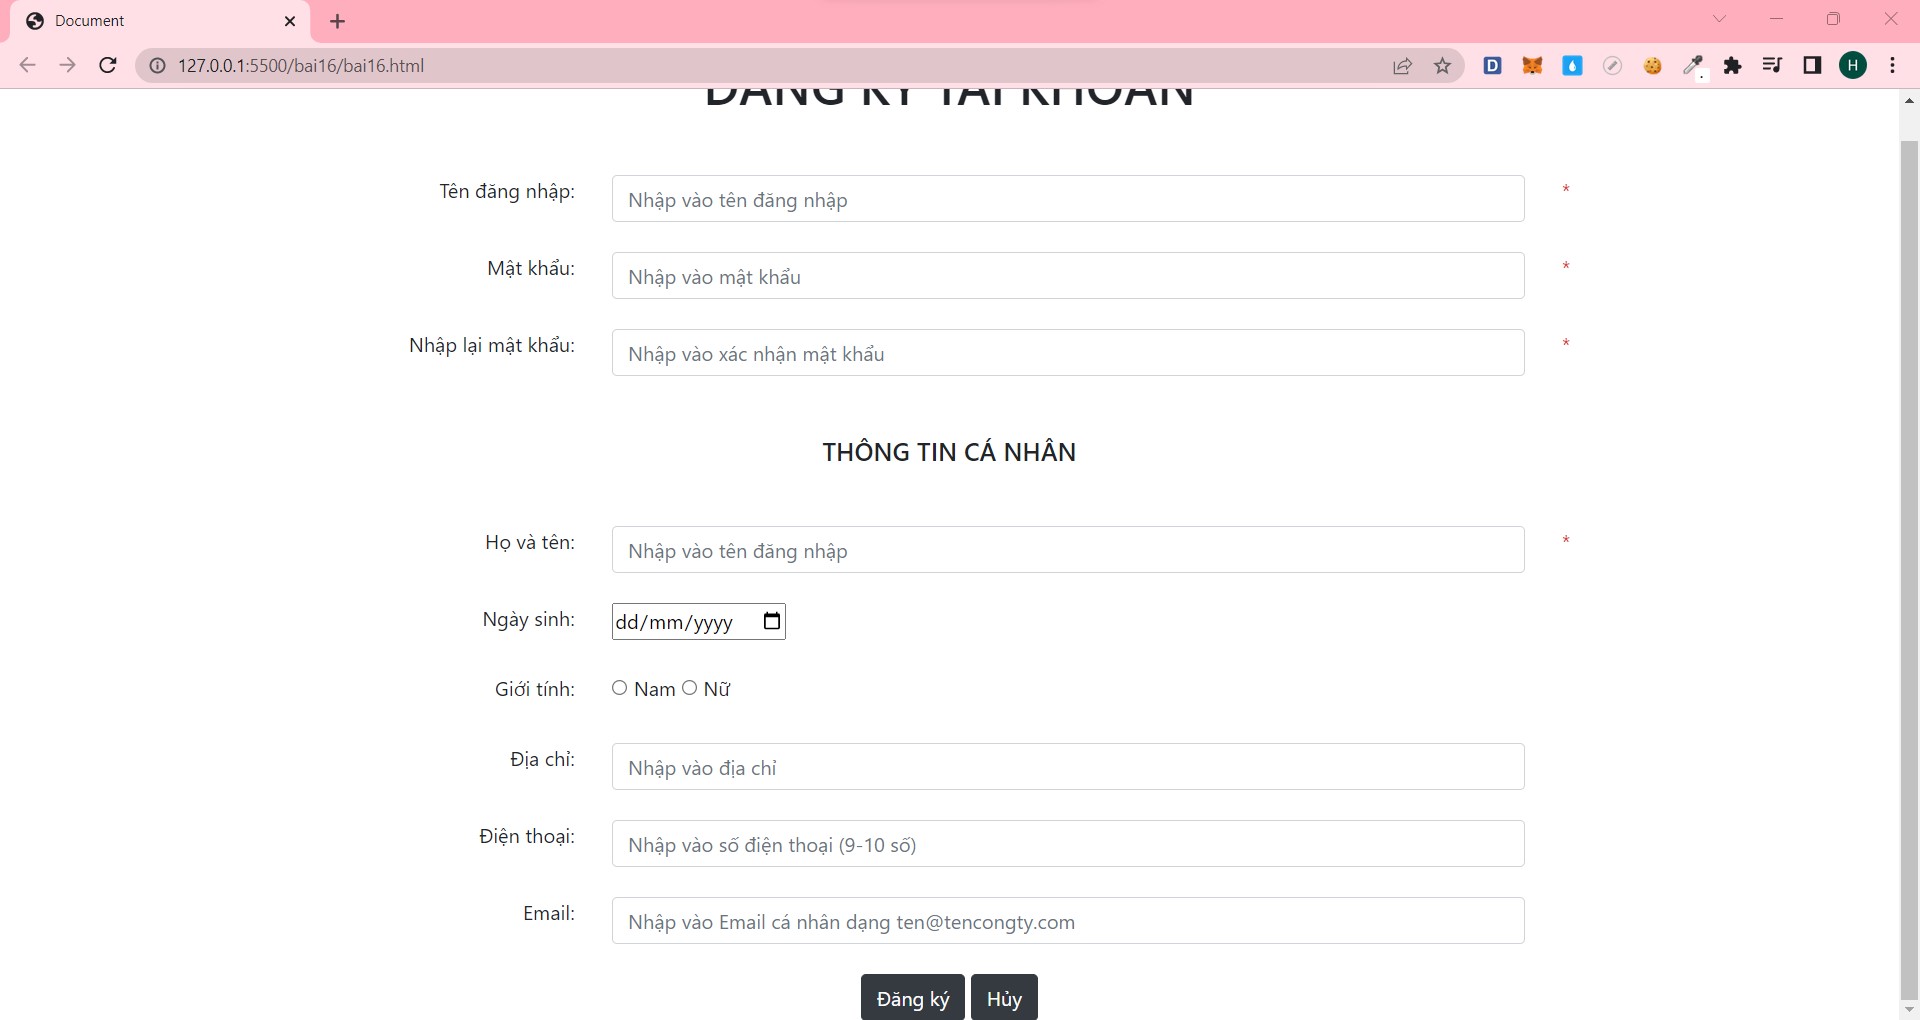 Document
127.0.0.1:5500/bai16/bai16.html
D
H
ĐĂNG KÝ TÀI KHOẢN
Tên đăng nhập: Nhập vào tên đăng nhập *
Mật khẩu: Nhập vào mật khẩu *
Nhập lại mật khẩu: Nhập vào xác nhận mật khẩu *
THÔNG TIN CÁ NHÂN
Họ và tên: Nhập vào tên đăng nhập *
Ngày sinh: dd/mm/yyyy
Giới tính: Nam Nữ
Địa chỉ: Nhập vào địa chỉ
Điện thoại: Nhập vào số điện thoại (9-10 số)
Email: Nhập vào Email cá nhân dạng ten@tencongty.com
Đăng ký Hủy